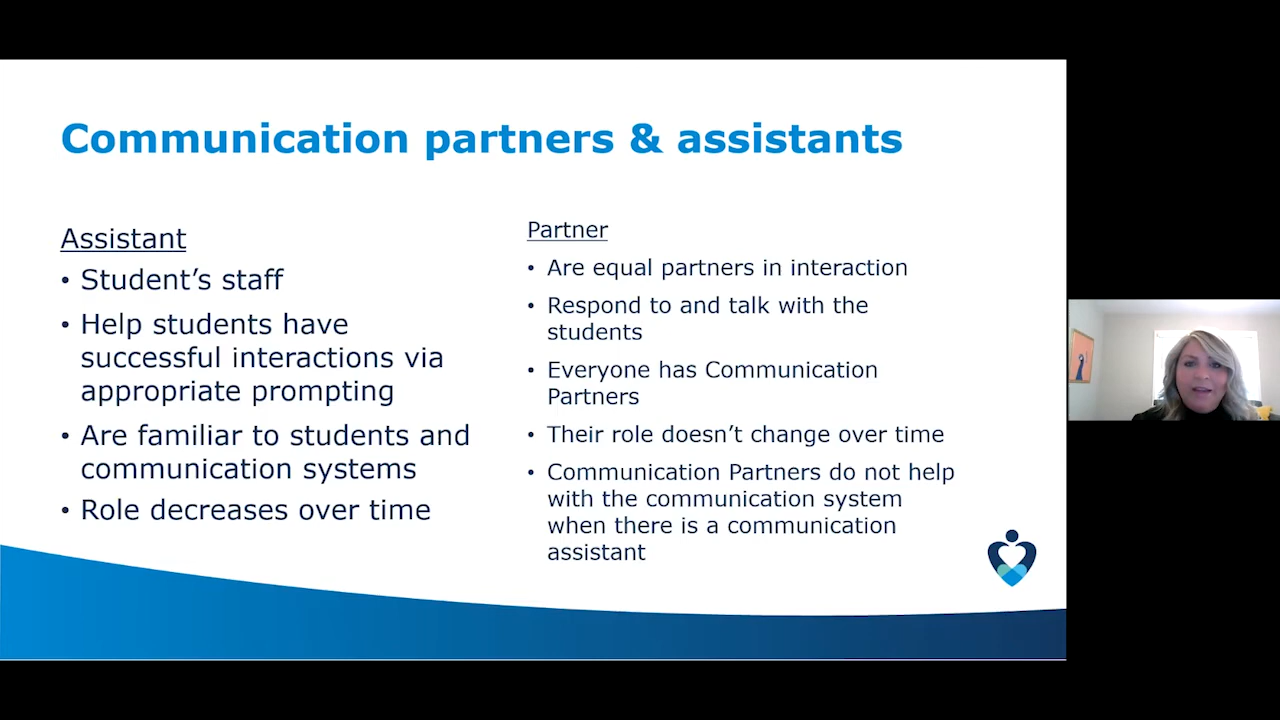 Communication partners & assistants
Assistant
• Student’s staff
• Help students have
successful interactions via
appropriate prompting
• Are familiar to students and
communication systems
• Role decreases over time
Partner
• Are equal partners in interaction
• Respond to and talk with the
students
• Everyone has Communication
Partners
• Their role doesn’t change over time
• Communication Partners do not help
with the communication system
when there is a communication
assistant